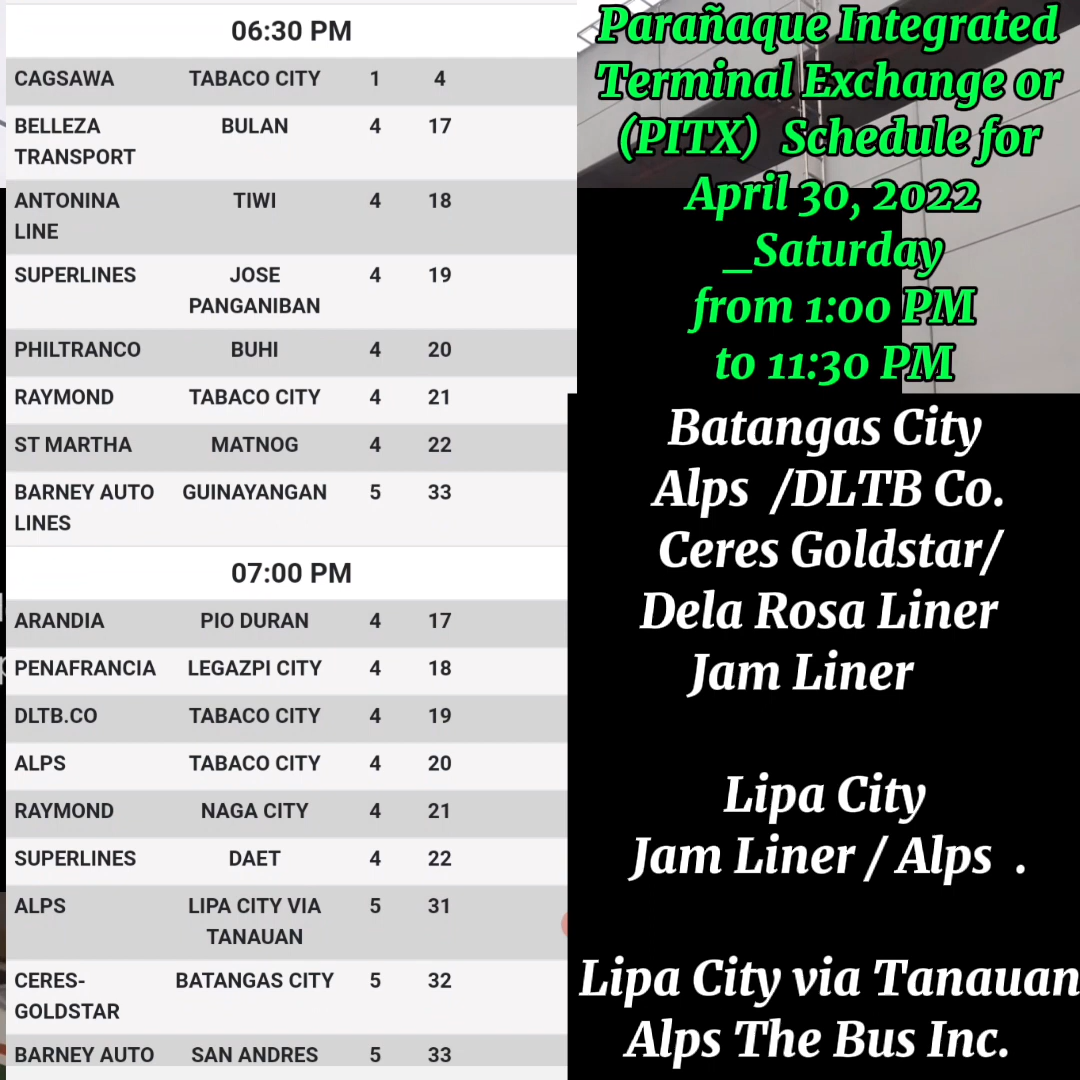 06:30 PM
CAGSAWA TABACO CITY 1 4
BELLEZA BULAN 4 17
TRANSPORT
ANTONINA TIWI 4 18
LINE
SUPERLINES JOSE 4 19
PANGANIBAN
PHILTRANCO BUHI 4 20
RAYMOND TABACO CITY 4 21
ST MARTHA MATNOG 4 22
BARNEY AUTO GUINAYANGAN 5 33
LINES
07:00 PM
ARANDIA PIO DURAN 4 17
PENAFRANCIA LEGAZPI CITY 4 18
DLTB.CO TABACO CITY 4 19
ALPS TABACO CITY 4 20
RAYMOND NAGA CITY 4 21
SUPERLINES DAET 4 22
ALPS LIPA CITY VIA 5 31
TANAUAN
CERES- BATANGAS CITY 5 32
GOLDSTAR
BARNEY AUTO SAN ANDRES 5 33
Parañaque Integrated
Terminal Exchange or
(PITX) Schedule for
April 30, 2022
_Saturday
from 1:00 PM
to 11:30 PM
Batangas City
Alps /DLTB Co.
Ceres Goldstar/
Dela Rosa Liner
Jam Liner
Lipa City
Jam Liner / Alps .
Lipa City via Tanauan
Alps The Bus Inc.